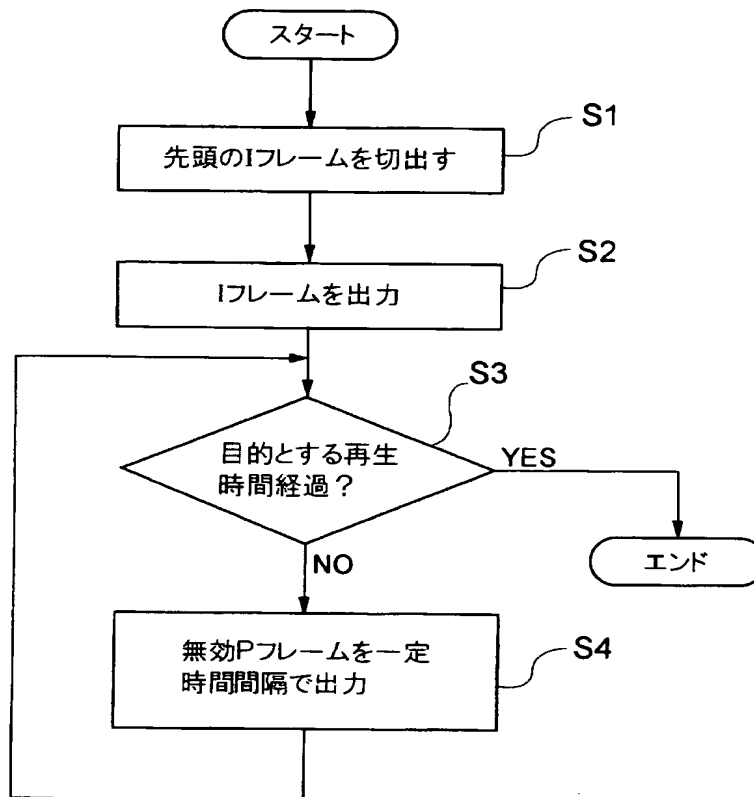 スタート
S1
先頭のIフレームを切出す
S2
Iフレームを出力
S3
目的とする再生
時間経過？
YES
エンド
NO
無効Pフレームを一定
時間間隔で出力
S4